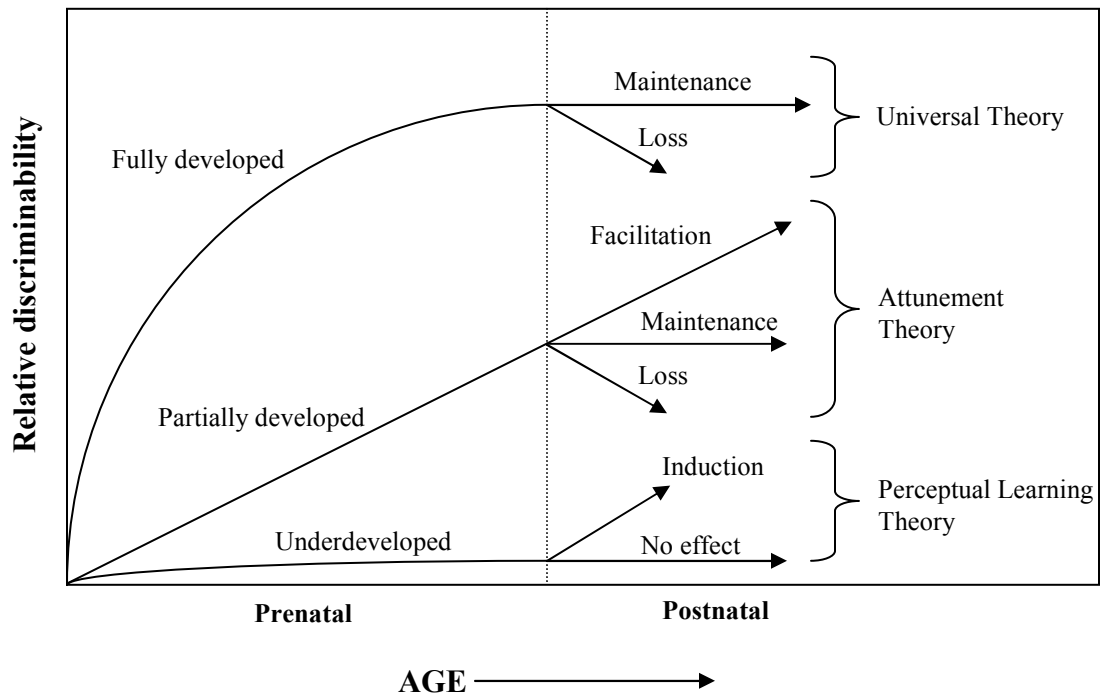 Relative discriminability
Fully developed
Partially developed
Underdeveloped
Maintenance
Loss
Universal Theory
Facilitation
Maintenance
Loss
Attunement
Theory
Induction
No effect
Perceptual Learning
Theory
Prenatal
Postnatal
AGE